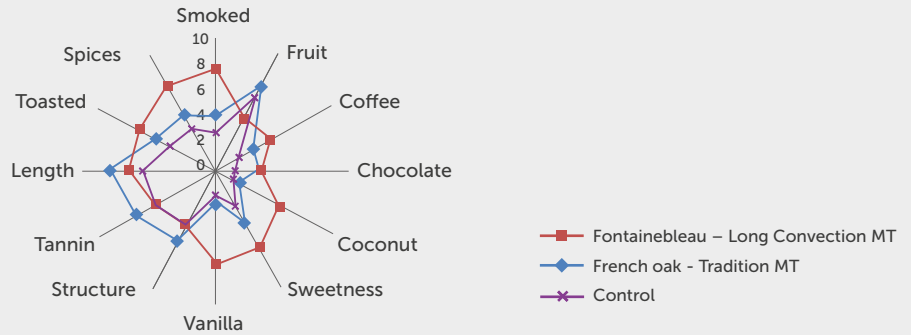 Smoked
10
Spices
Fruit
8
6
Toasted
Coffee
4
2
Length
0
Chocolate
Tannin
Coconut
Structure
Sweetness
Vanilla
Fontainebleau – Long Convection MT
French oak - Tradition MT
Control